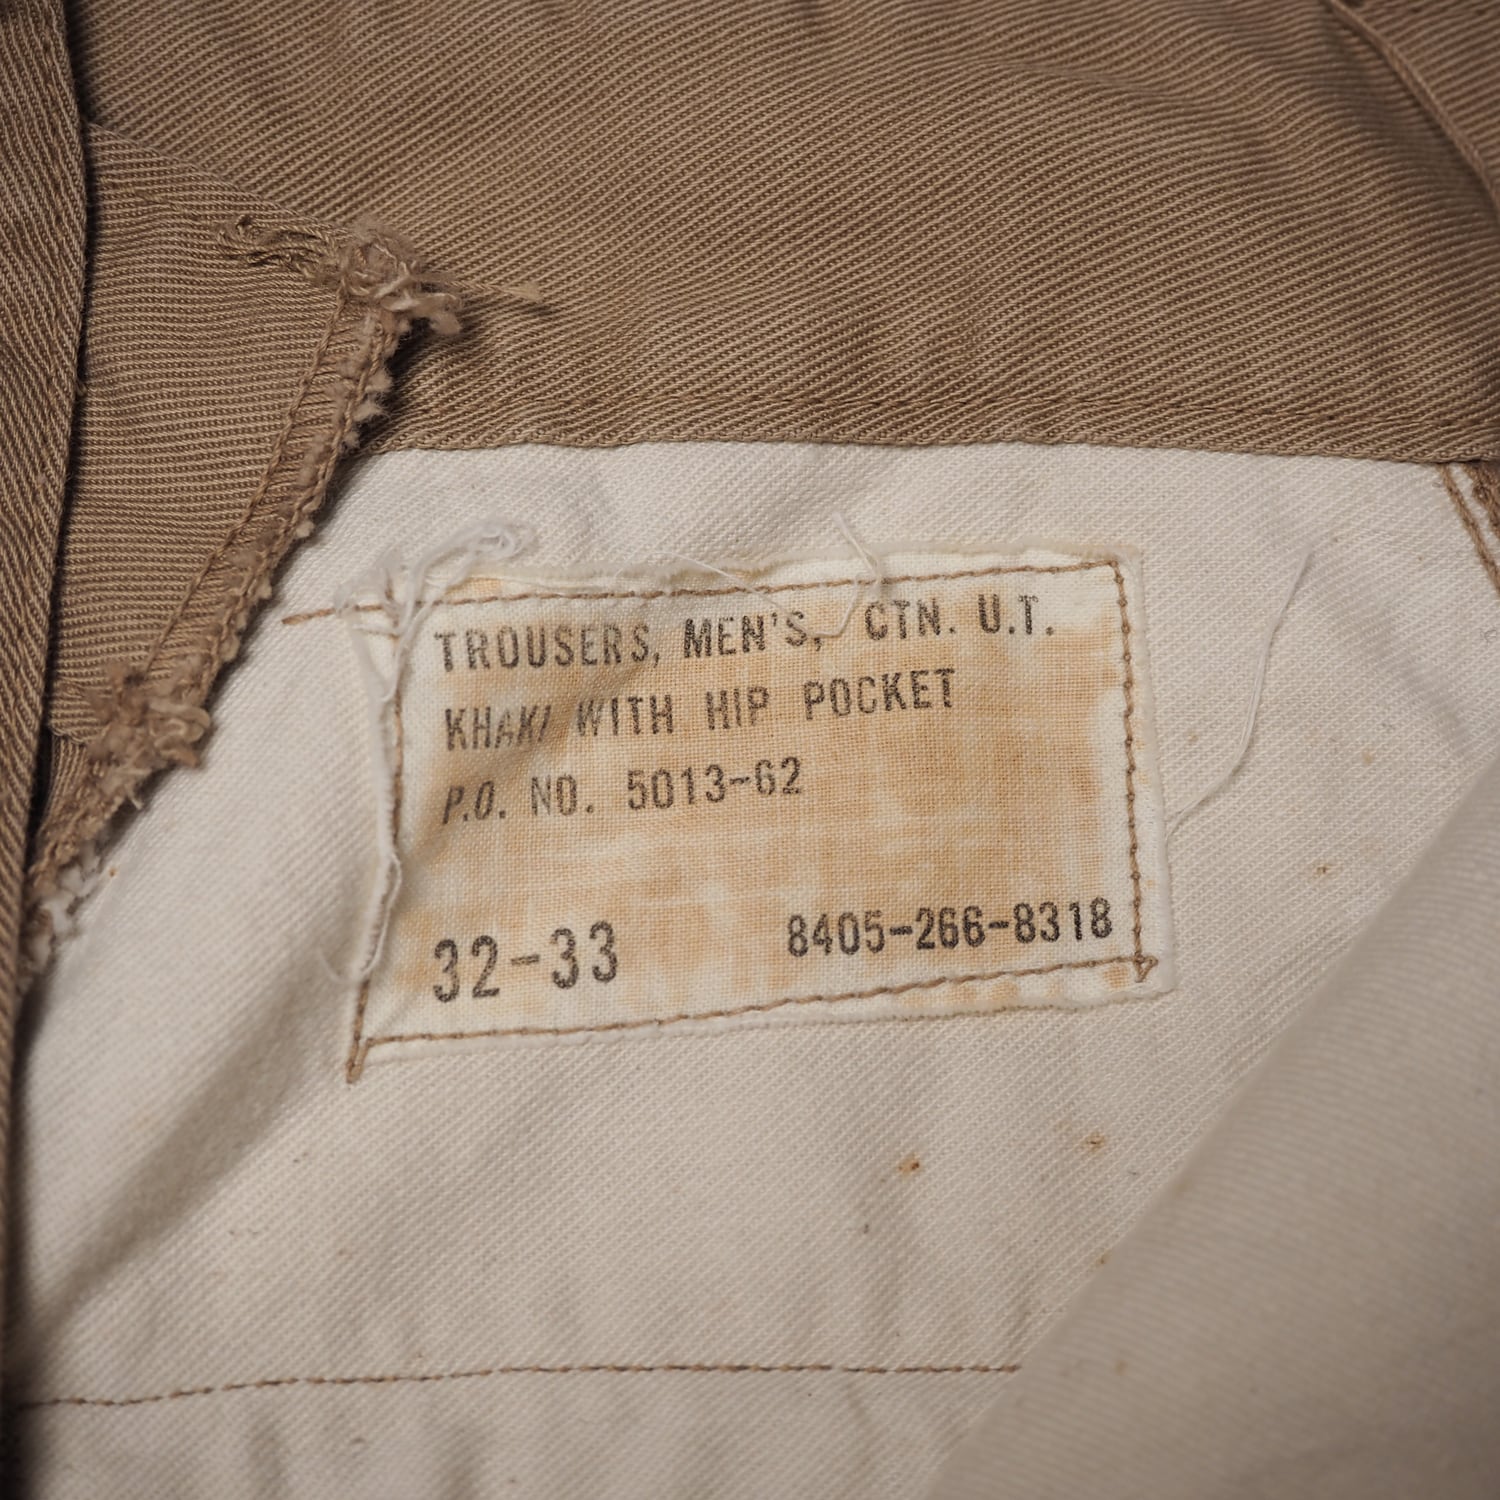 TROUSERS, MEN'S, CTN. U.T.
KHAKI WITH HIP POCKET
P.O. NO. 5013-62
32-33 8405-266-8318